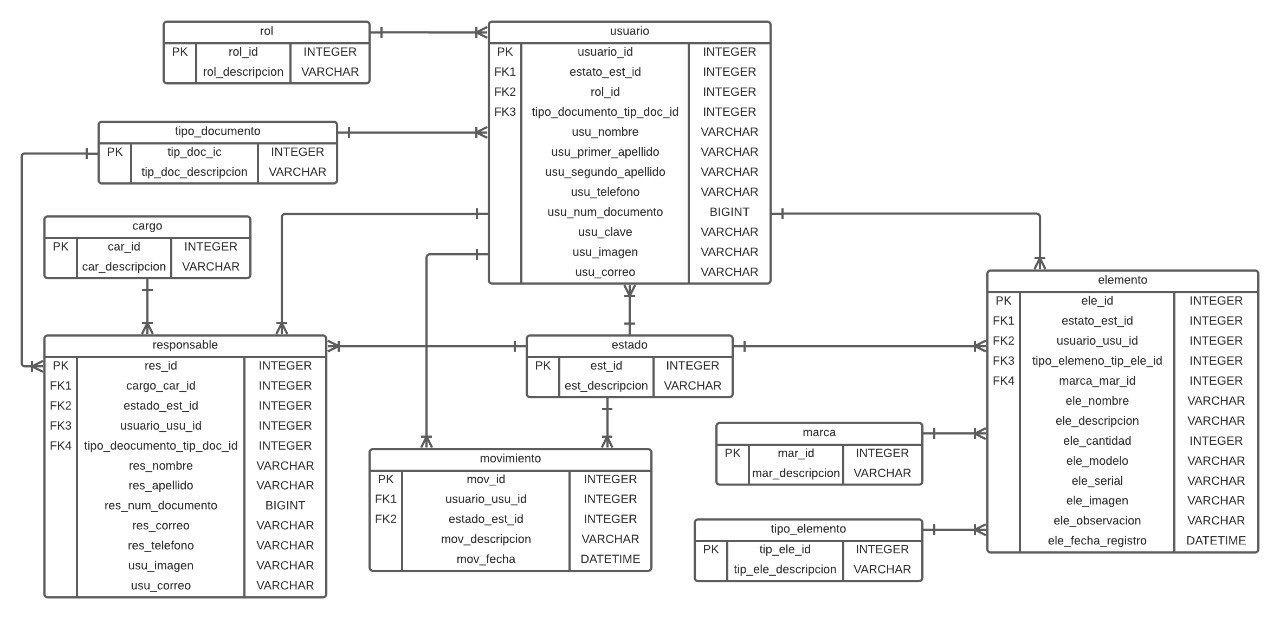 rol
PK rol_id INTEGER
rol_descripcion VARCHAR
usuario
PK usuario_id INTEGER
FK1 estato_est_id INTEGER
FK2 rol_id INTEGER
FK3 tipo_documento_tip_doc_id INTEGER
usu_nombre VARCHAR
usu_primer_apellido VARCHAR
usu_segundo_apellido VARCHAR
usu_telefono VARCHAR
usu_num_documento BIGINT
usu_clave VARCHAR
usu_imagen VARCHAR
usu_correo VARCHAR
tipo_documento
PK tip_doc_ic INTEGER
tip_doc_descripcion VARCHAR
cargo
PK car_id INTEGER
car_descripcion VARCHAR
responsable
PK res_id INTEGER
FK1 cargo_car_id INTEGER
FK2 estado_est_id INTEGER
FK3 usuario_usu_id INTEGER
FK4 tipo_deocumento_tip_doc_id INTEGER
res_nombre VARCHAR
res_apellido VARCHAR
res_num_documento BIGINT
res_correo VARCHAR
res_telefono VARCHAR
usu_imagen VARCHAR
usu_correo VARCHAR
estado
PK est_id INTEGER
est_descripcion VARCHAR
movimiento
PK mov_id INTEGER
FK1 usuario_usu_id INTEGER
FK2 estado_est_id INTEGER
mov_descripcion VARCHAR
mov_fecha DATETIME
elemento
PK ele_id INTEGER
FK1 estato_est_id INTEGER
FK2 usuario_usu_id INTEGER
FK3 tipo_elemeno_tip_ele_id INTEGER
FK4 marca_mar_id INTEGER
ele_nombre VARCHAR
ele_descripcion VARCHAR
ele_cantidad INTEGER
ele_modelo VARCHAR
ele_serial VARCHAR
ele_imagen VARCHAR
ele_observacion VARCHAR
ele_fecha_registro DATETIME
marca
PK mar_id INTEGER
mar_descripcion VARCHAR
tipo_elemento
PK tip_ele_id INTEGER
tip_ele_descripcion VARCHAR